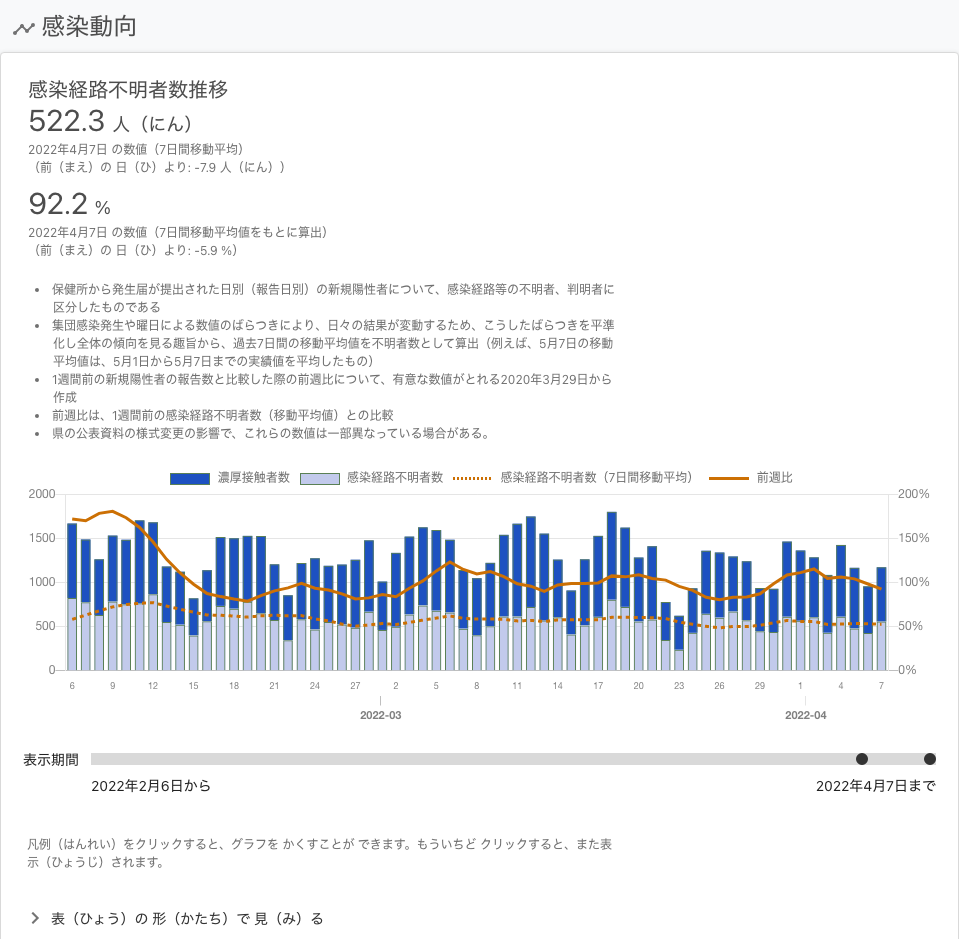 感染動向
感染経路不明者数推移
522.3 人（にん）
2022年4月7日 の数値（7日間移動平均）
（前（まえ）の 日（ひ）より: -7.9 人（にん））
92.2 %
2022年4月7日 の数値（7日間移動平均値をもとに算出）
（前（まえ）の 日（ひ）より: -5.9 %）
• 保健所から発生届が提出された日別（報告日別）の新規陽性者について、感染経路等の不明者、判明者に
区分したものである
• 集団感染発生や曜日による数値のばらつきにより、日々の結果が変動するため、こうしたばらつきを平準
化し全体の傾向を見る趣旨から、過去7日間の移動平均値を不明者数として算出（例えば、5月7日の移動
平均値は、5月1日から5月7日までの実績値を平均したもの）
• 1週間前の新規陽性者の報告数と比較した際の前週比について、有意な数値がとれる2020年3月29日から
作成
• 前週比は、1週間前の感染経路不明者数（移動平均値）との比較
• 県の公表資料の様式変更の影響で、これらの数値は一部異なっている場合がある。
濃厚接触者数 感染経路不明者数 感染経路不明者数（7日間移動平均） 前週比
2000 200%
1500 150%
1000 100%
500 50%
0 0%
6 9 12 15 18 21 24 27 2 5 8 11 14 17 20 23 26 29 1 4 7
2022-03 2022-04
表示期間
2022年2月6日から 2022年4月7日まで
凡例（はんれい）をクリックすると、グラフを かくすことが できます。もういちど クリックすると、また表
示（ひょうじ）されます。
表（ひょう）の 形（かたち）で 見（み）る